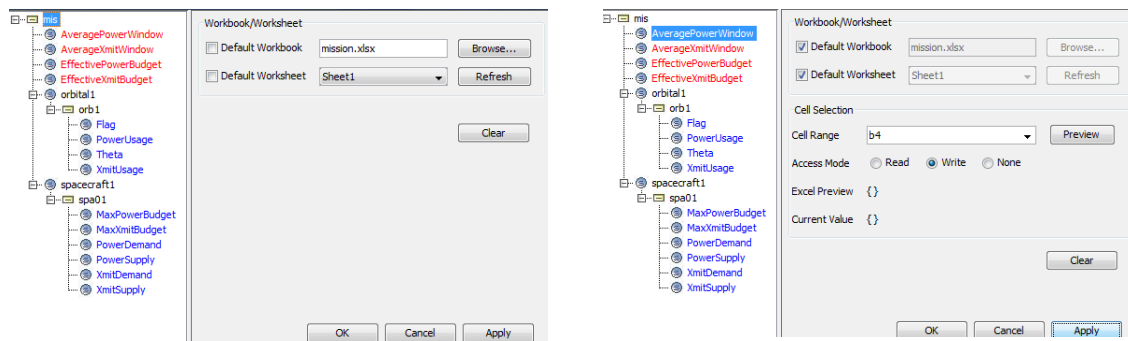 mis
AveragePowerWindow
AverageXmitWindow
EffectivePowerBudget
EffectiveXmitBudget
orbital1
orb1
Flag
PowerUsage
Theta
XmitUsage
spacecraft1
spa01
MaxPowerBudget
MaxXmitBudget
PowerDemand
PowerSupply
XmitDemand
XmitSupply
Workbook/Worksheet
Default Workbook mission.xlsx Browse...
Default Worksheet Sheet1 Refresh
Clear
OK Cancel Apply
mis
AveragePowerWindow
AverageXmitWindow
EffectivePowerBudget
EffectiveXmitBudget
orbital1
orb1
Flag
PowerUsage
Theta
XmitUsage
spacecraft1
spa01
MaxPowerBudget
MaxXmitBudget
PowerDemand
PowerSupply
XmitDemand
XmitSupply
Workbook/Worksheet
Default Workbook mission.xlsx Browse...
Default Worksheet Sheet1 Refresh
Cell Selection
Cell Range b4 Preview
Access Mode Read Write None
Excel Preview {}
Current Value {}
Clear
OK Cancel Apply